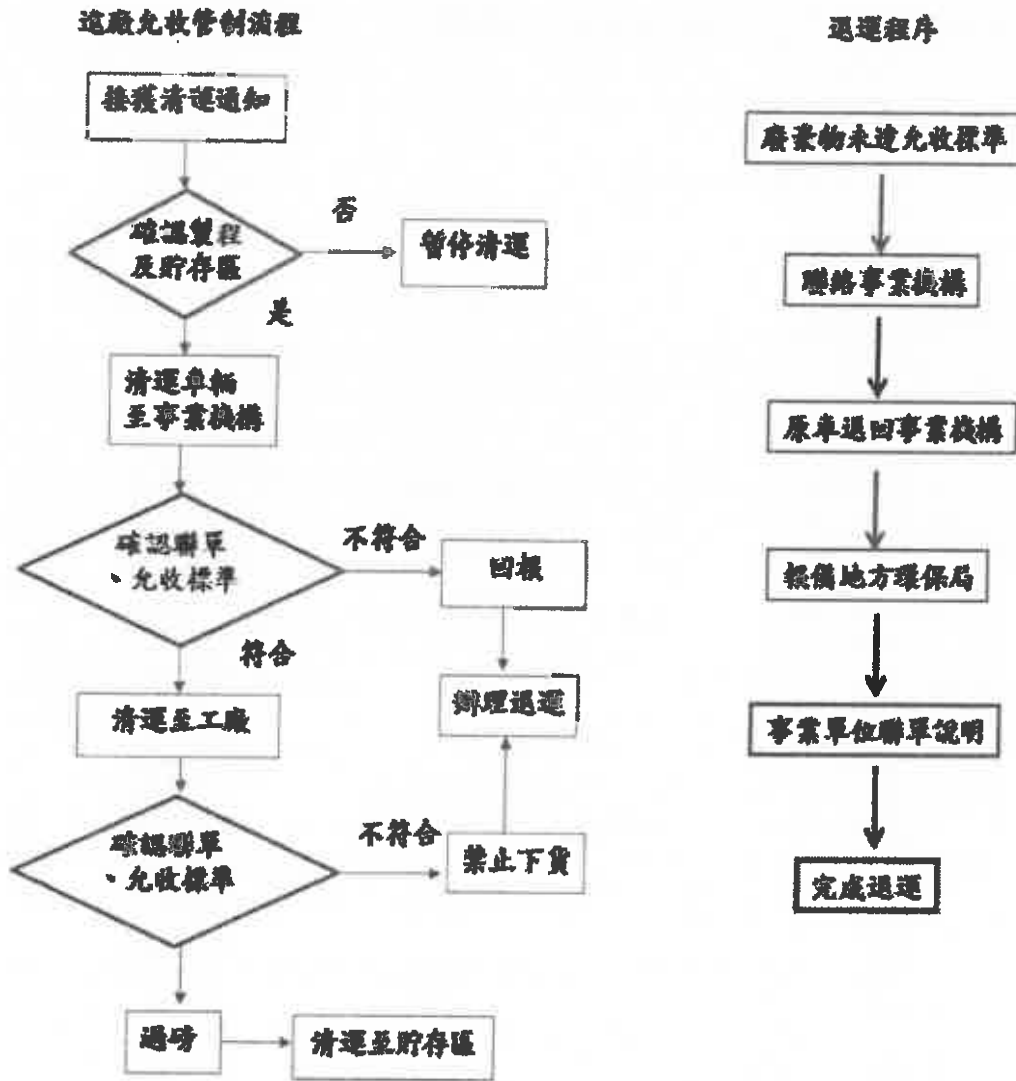 進廠允收管制流程
接獲清運通知
確認製程
及貯存區
否
暫停清運
是
清運車輛
至事業機構
確認聯單
、允收標準
不符合
回報
符合
辦理退運
清運至工廠
確認聯單
、允收標準
不符合
禁止下貨
過磅
清運至貯存區
退運程序
廢棄物未達允收標準
聯絡事業機構
原車退回事業機構
報備地方環保局
事業單位聯單說明
完成退運